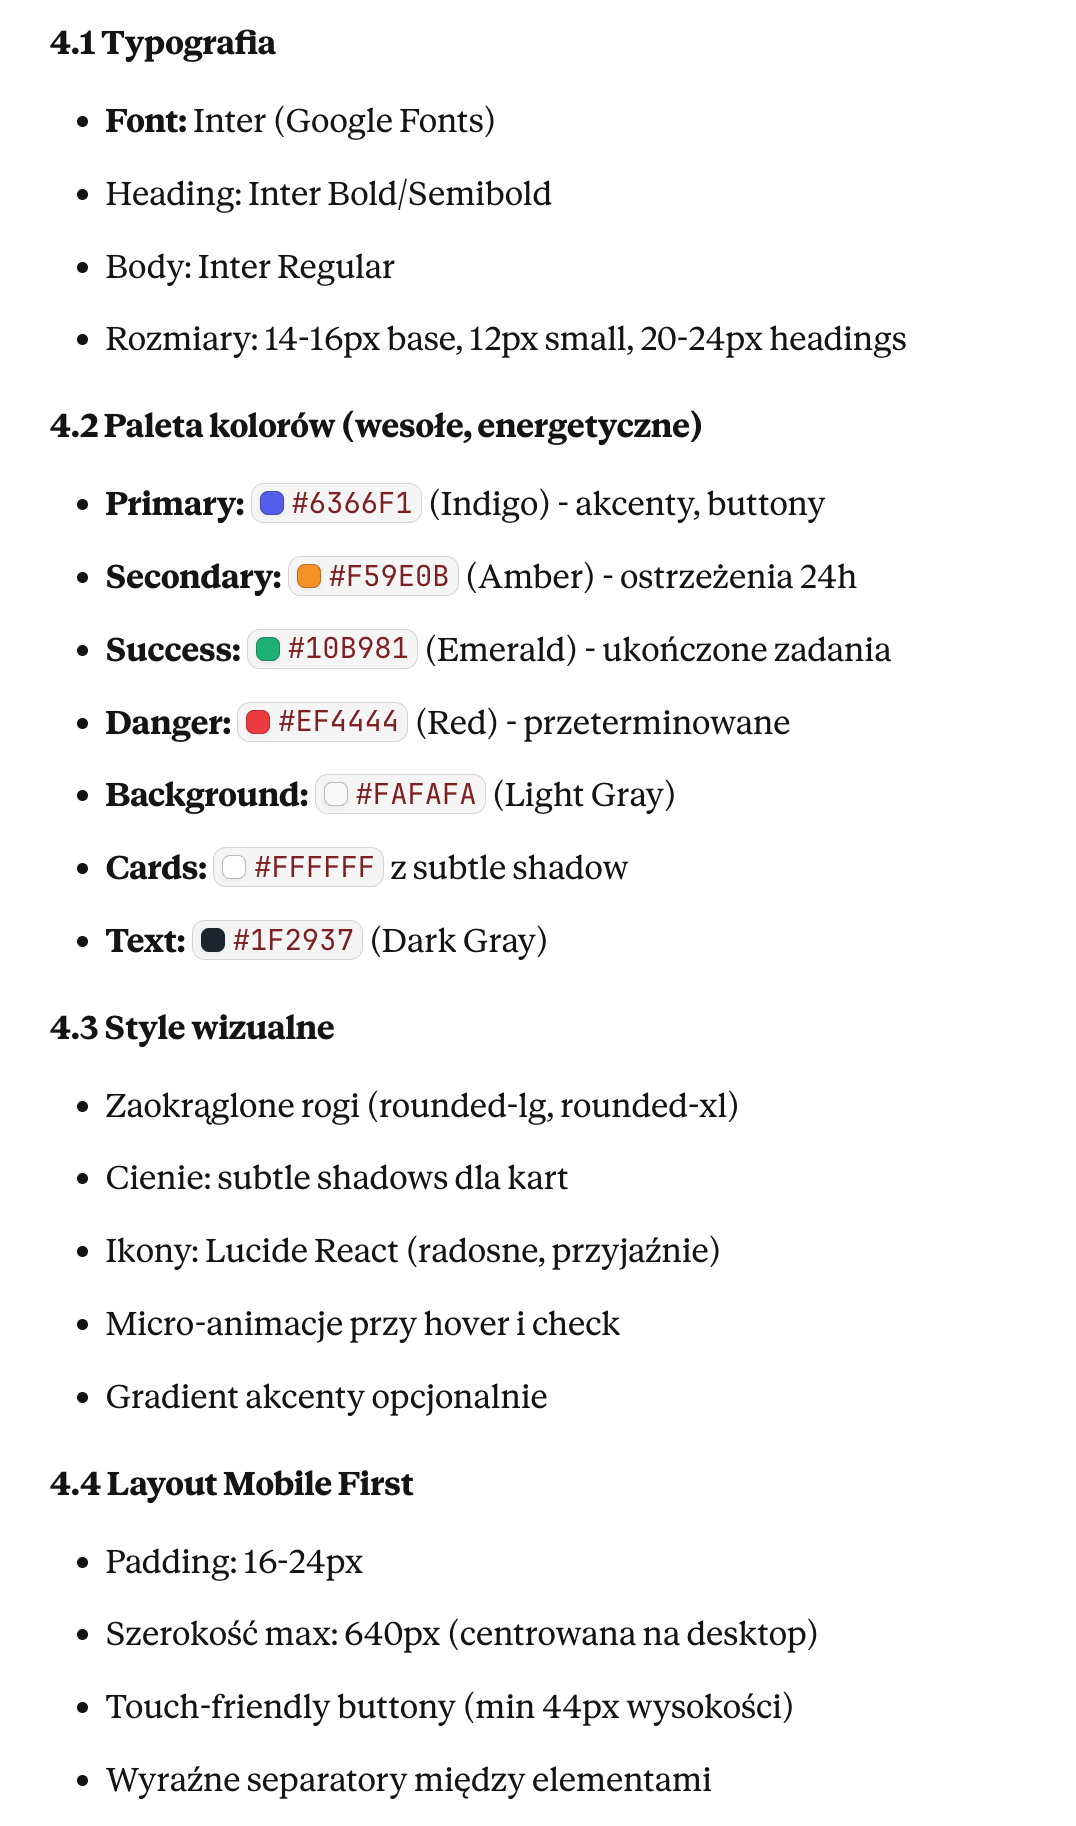 4.1 Typografia
• Font: Inter (Google Fonts)
• Heading: Inter Bold/Semibold
• Body: Inter Regular
• Rozmiary: 14-16px base, 12px small, 20-24px headings
4.2 Paleta kolorów (wesołe, energetyczne)
• Primary: #6366F1 (Indigo) - akcenty, buttony
• Secondary: #F59E0B (Amber) - ostrzeżenia 24h
• Success: #10B981 (Emerald) - ukończone zadania
• Danger: #EF4444 (Red) - przeterminowane
• Background: #FAFAFA (Light Gray)
• Cards: #FFFFFF z subtle shadow
• Text: #1F2937 (Dark Gray)
4.3 Style wizualne
• Zaokrąglone rogi (rounded-lg, rounded-xl)
• Cienie: subtle shadows dla kart
• Ikony: Lucide React (radosne, przyjaźnie)
• Micro-animacje przy hover i check
• Gradient akcenty opcjonalnie
4.4 Layout Mobile First
• Padding: 16-24px
• Szerokość max: 640px (centrowana na desktop)
• Touch-friendly buttony (min 44px wysokości)
• Wyraźne separatory między elementami